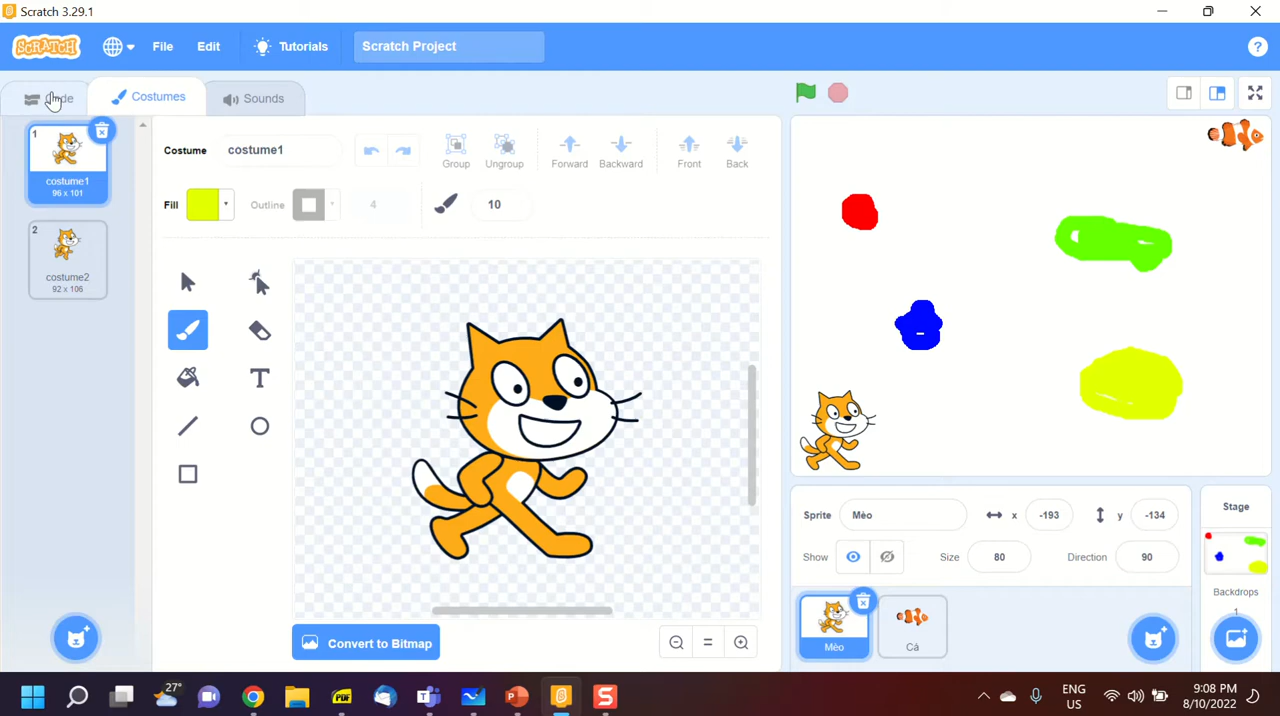 Scratch 3.29.1
SCRATCH
File
Edit
Tutorials
Scratch Project
?
Code
Costumes
Sounds
1
costume1
96 x 101
2
costume2
92 x 106
Costume
costume1
Group
Ungroup
Forward
Backward
Front
Back
Fill
Outline
4
10
T
Convert to Bitmap
Sprite
Mèo
x
-193
y
-134
Show
Size
80
Direction
90
Mèo
Cá
Stage
Backdrops
1
27°
PDF
ENG
US
9:08 PM
8/10/2022